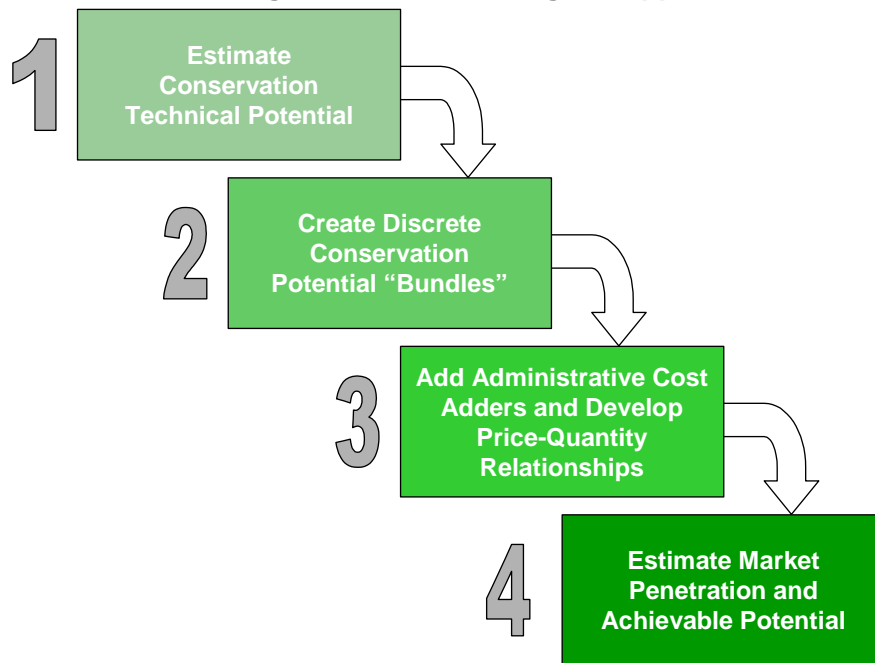 1
Estimate
Conservation
Technical Potential
2
Create Discrete
Conservation
Potential “Bundles”
3
Add Administrative Cost
Adders and Develop
Price-Quantity
Relationships
4
Estimate Market
Penetration and
Achievable Potential